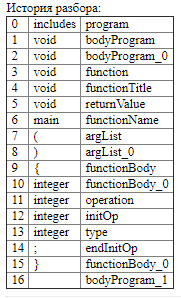 История разбора:
0 includes program
1 void bodyProgram
2 void bodyProgram_0
3 void function
4 void functionTitle
5 void returnValue
6 main functionName
7 ( argList
8 ) argList_0
9 { functionBody
10 integer functionBody_0
11 integer operation
12 integer initOp
13 integer type
14 ; endInitOp
15 } functionBody_0
16 bodyProgram_1